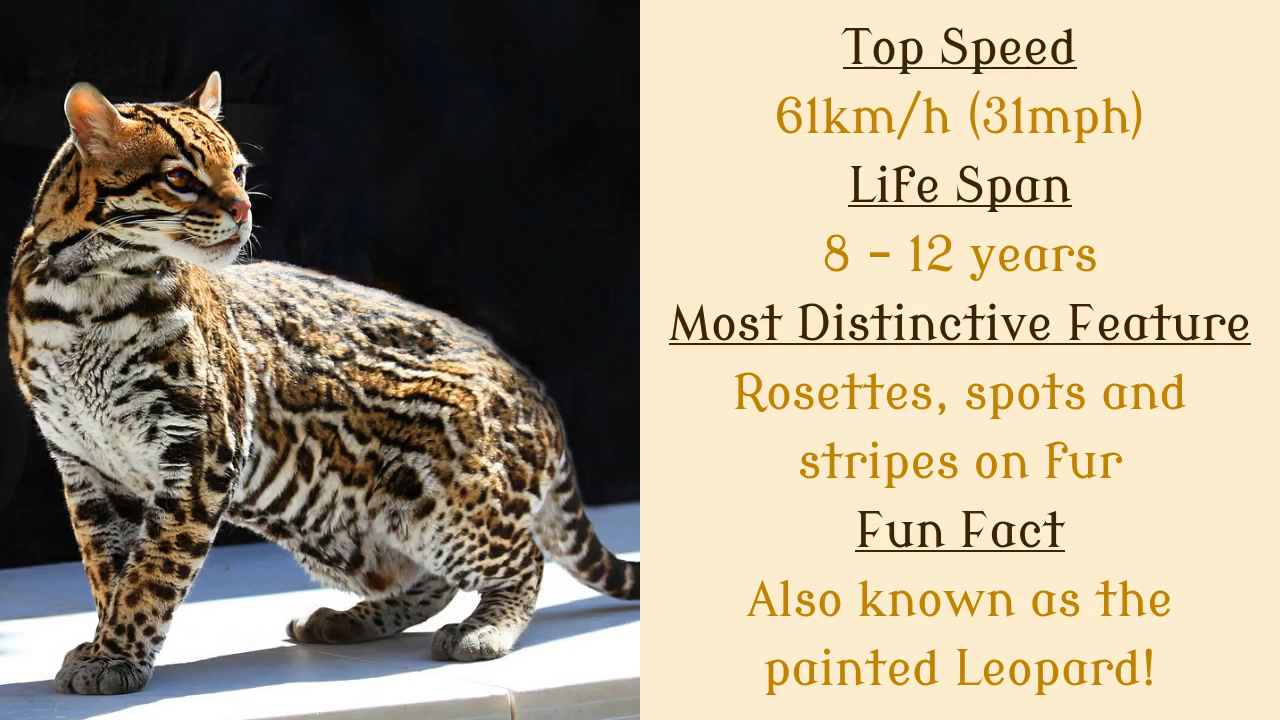 Top Speed
61km/h (31mph)
Life Span
8 - 12 years
Most Distinctive Feature
Rosettes, spots and
stripes on fur
Fun Fact
Also known as the
painted Leopard!